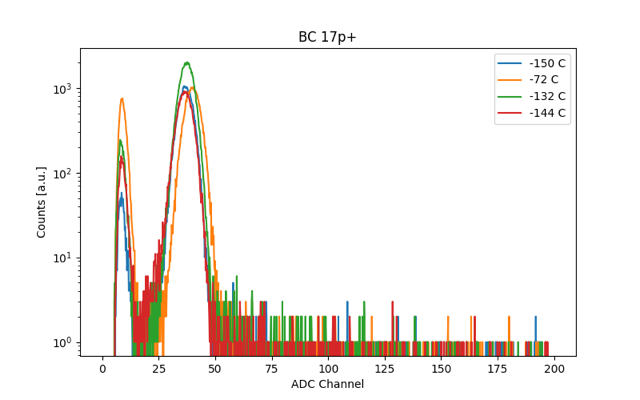 BC 17p+
-150 C
-72 C
-132 C
-144 C
Counts [a.u.]
10³
10²
10¹
10⁰
0 25 50 75 100 125 150 175 200
ADC Channel